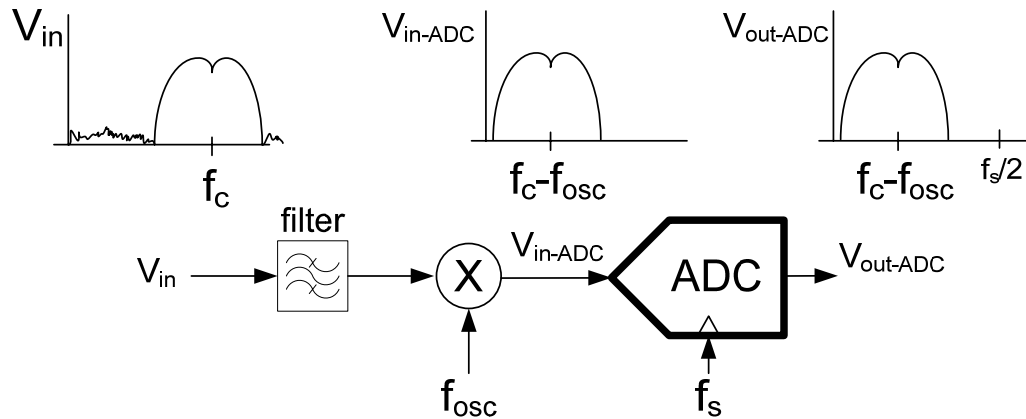 V_in
V_in-ADC
V_out-ADC
f_c
f_c-f_osc
f_c-f_osc
f_s/2
filter
V_in
X
V_in-ADC
ADC
V_out-ADC
f_osc
f_s